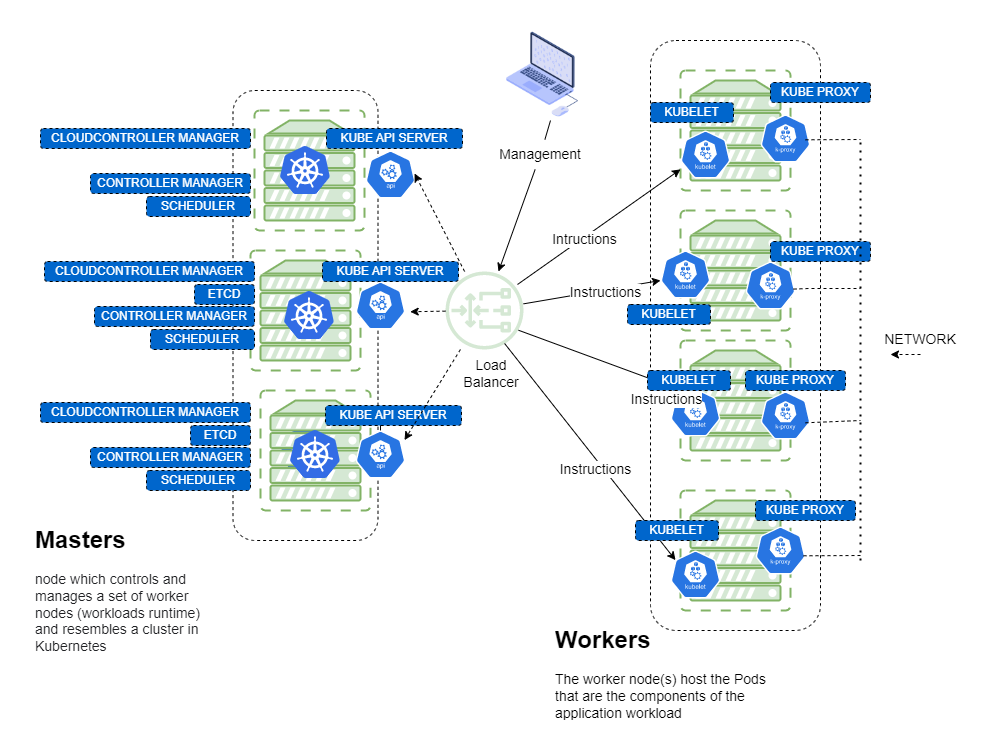 CLOUDCONTROLLER MANAGER
KUBE API SERVER
CONTROLLER MANAGER
SCHEDULER
api
CLOUDCONTROLLER MANAGER
KUBE API SERVER
ETCD
CONTROLLER MANAGER
SCHEDULER
api
CLOUDCONTROLLER MANAGER
KUBE API SERVER
ETCD
CONTROLLER MANAGER
SCHEDULER
api
Masters
node which controls and
manages a set of worker
nodes (workloads runtime)
and resembles a cluster in
Kubernetes
Management
Load
Balancer
Intructions
Instructions
Instructions
Instructions
KUBE PROXY
KUBELET
kubelet
k-proxy
KUBE PROXY
kubelet
k-proxy
KUBELET
KUBELET
KUBE PROXY
kubelet
k-proxy
KUBE PROXY
KUBELET
kubelet
k-proxy
NETWORK
Workers
The worker node(s) host the Pods
that are the components of the
application workload